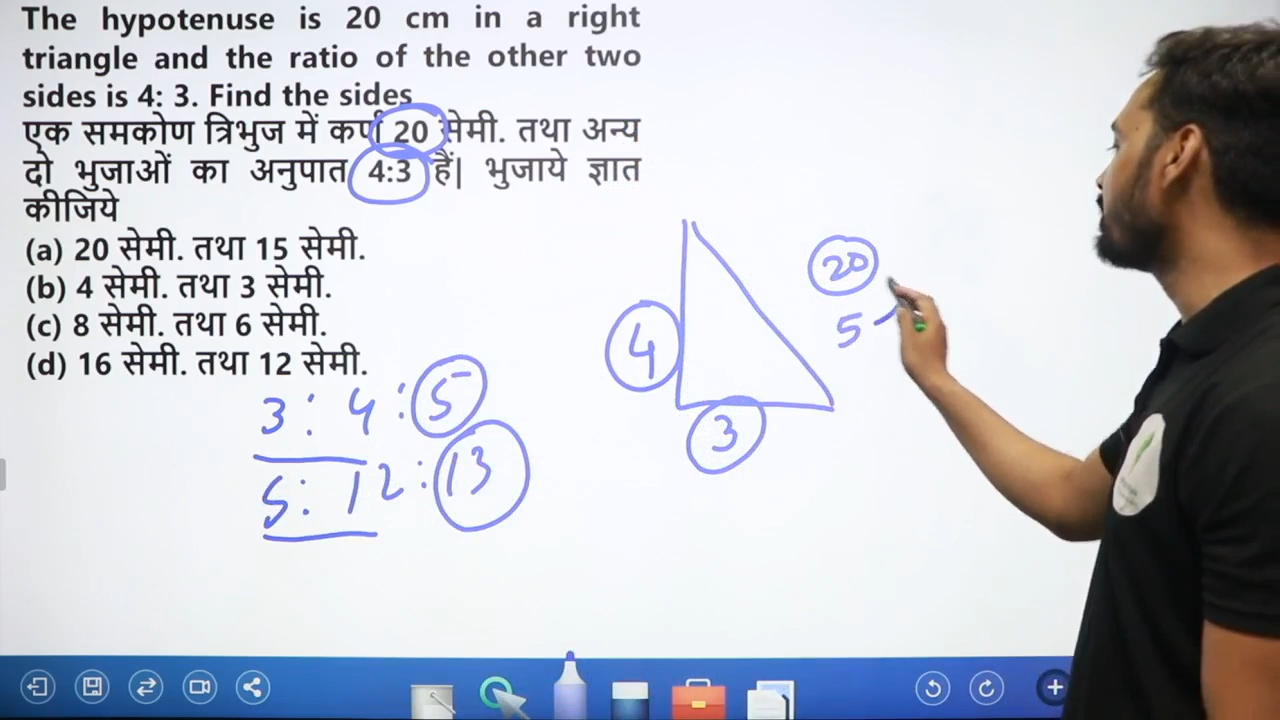 The hypotenuse is 20 cm in a right
triangle and the ratio of the other two
sides is 4: 3. Find the sides
एक समकोण त्रिभुज में कर्ण 20 सेमी. तथा अन्य
दो भुजाओं का अनुपात 4:3 हैं| भुजाये ज्ञात
कीजिये
(a) 20 सेमी. तथा 15 सेमी.
(b) 4 सेमी. तथा 3 सेमी.
(c) 8 सेमी. तथा 6 सेमी.
(d) 16 सेमी. तथा 12 सेमी.
3 : 4 : 5
5 : 12 : 13
20
5
4
3